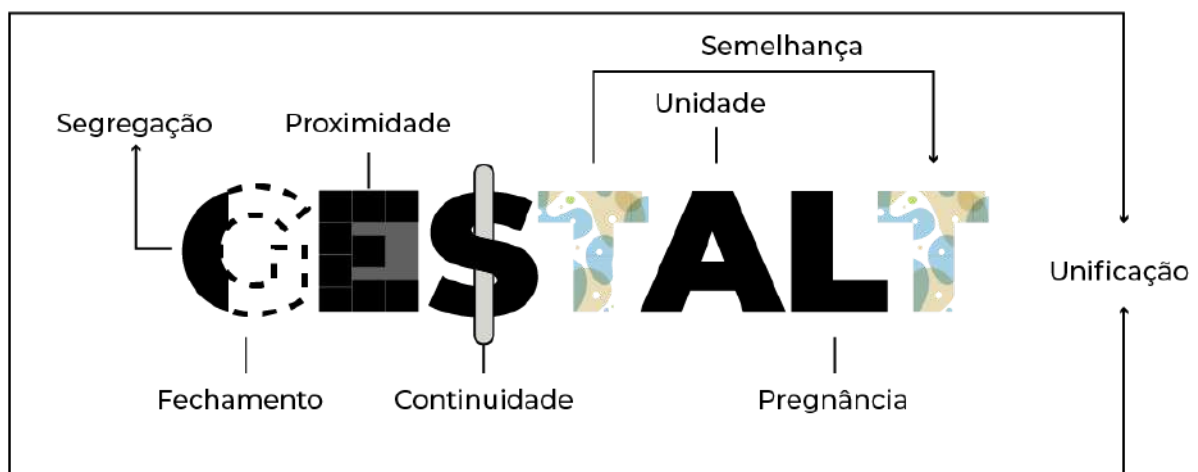 Semelhança
Unidade
Segregação
Proximidade
GESTALT
Unificação
Fechamento
Continuidade
Pregnância